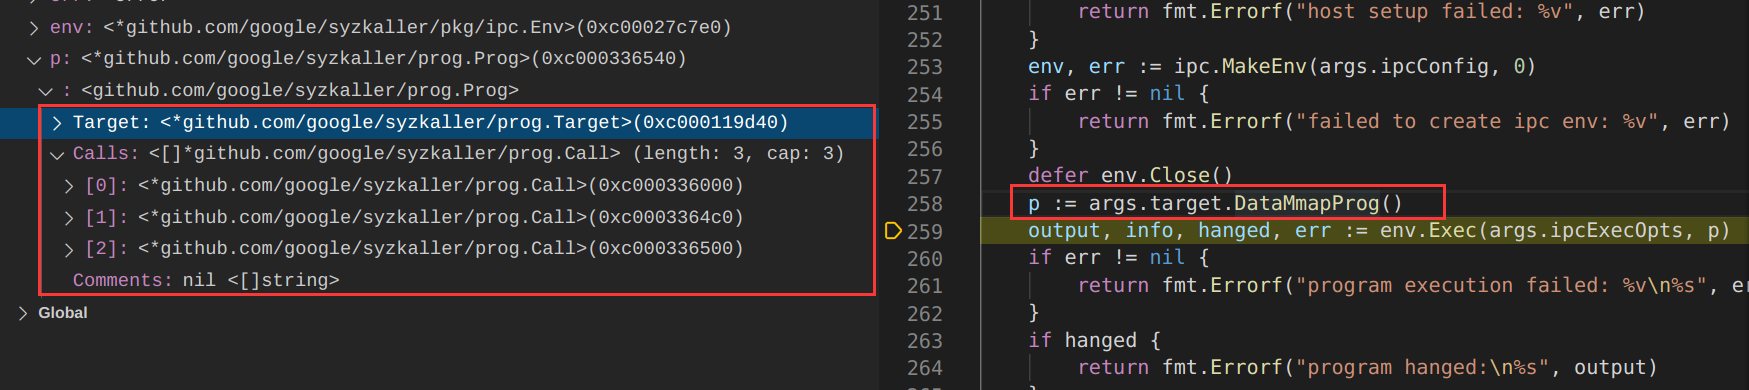 env: <*github.com/google/syzkaller/pkg/ipc.Env>(0xc00027c7e0)
p: <*github.com/google/syzkaller/prog.Prog>(0xc000336540)
: <github.com/google/syzkaller/prog.Prog>
Target: <*github.com/google/syzkaller/prog.Target>(0xc000119d40)
Calls: <[]*github.com/google/syzkaller/prog.Call> (length: 3, cap: 3)
[0]: <*github.com/google/syzkaller/prog.Call>(0xc000336000)
[1]: <*github.com/google/syzkaller/prog.Call>(0xc0003364c0)
[2]: <*github.com/google/syzkaller/prog.Call>(0xc000336500)
Comments: nil <[]string>
Global
251 return fmt.Errorf("host setup failed: %v", err)
252 }
253 env, err := ipc.MakeEnv(args.ipcConfig, 0)
254 if err != nil {
255 return fmt.Errorf("failed to create ipc env: %v", err)
256 }
257 defer env.Close()
258 p := args.target.DataMmapProg()
259 output, info, hanged, err := env.Exec(args.ipcExecOpts, p)
260 if err != nil {
261 return fmt.Errorf("program execution failed: %v\n%s", er
262 }
263 if hanged {
264 return fmt.Errorf("program hanged:\n%s", output)